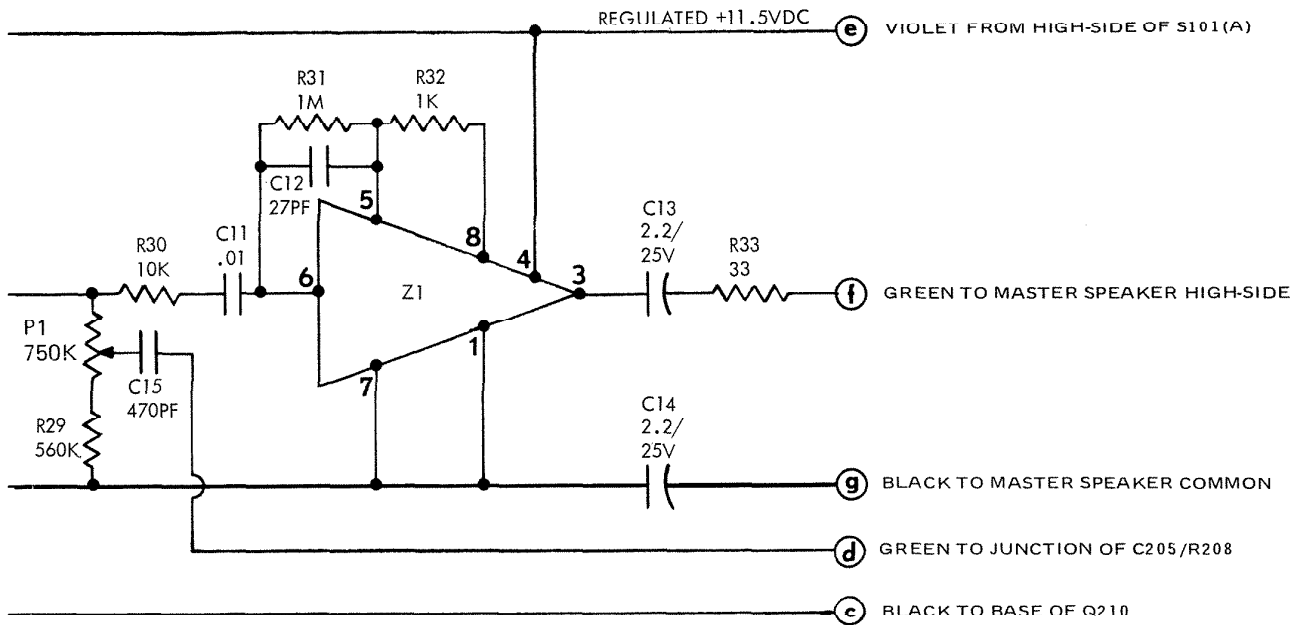 REGULATED +11.5VDC
e VIOLET FROM HIGH-SIDE OF S101(A)
R31
1M
R32
1K
C12
27PF
5
8
4
3
6
Z1
1
7
R30
10K
C11
.01
C13
2.2/
25V
R33
33
f GREEN TO MASTER SPEAKER HIGH-SIDE
P1
750K
C15
470PF
R29
560K
C14
2.2/
25V
g BLACK TO MASTER SPEAKER COMMON
d GREEN TO JUNCTION OF C205/R208
c BLACK TO BASE OF Q210